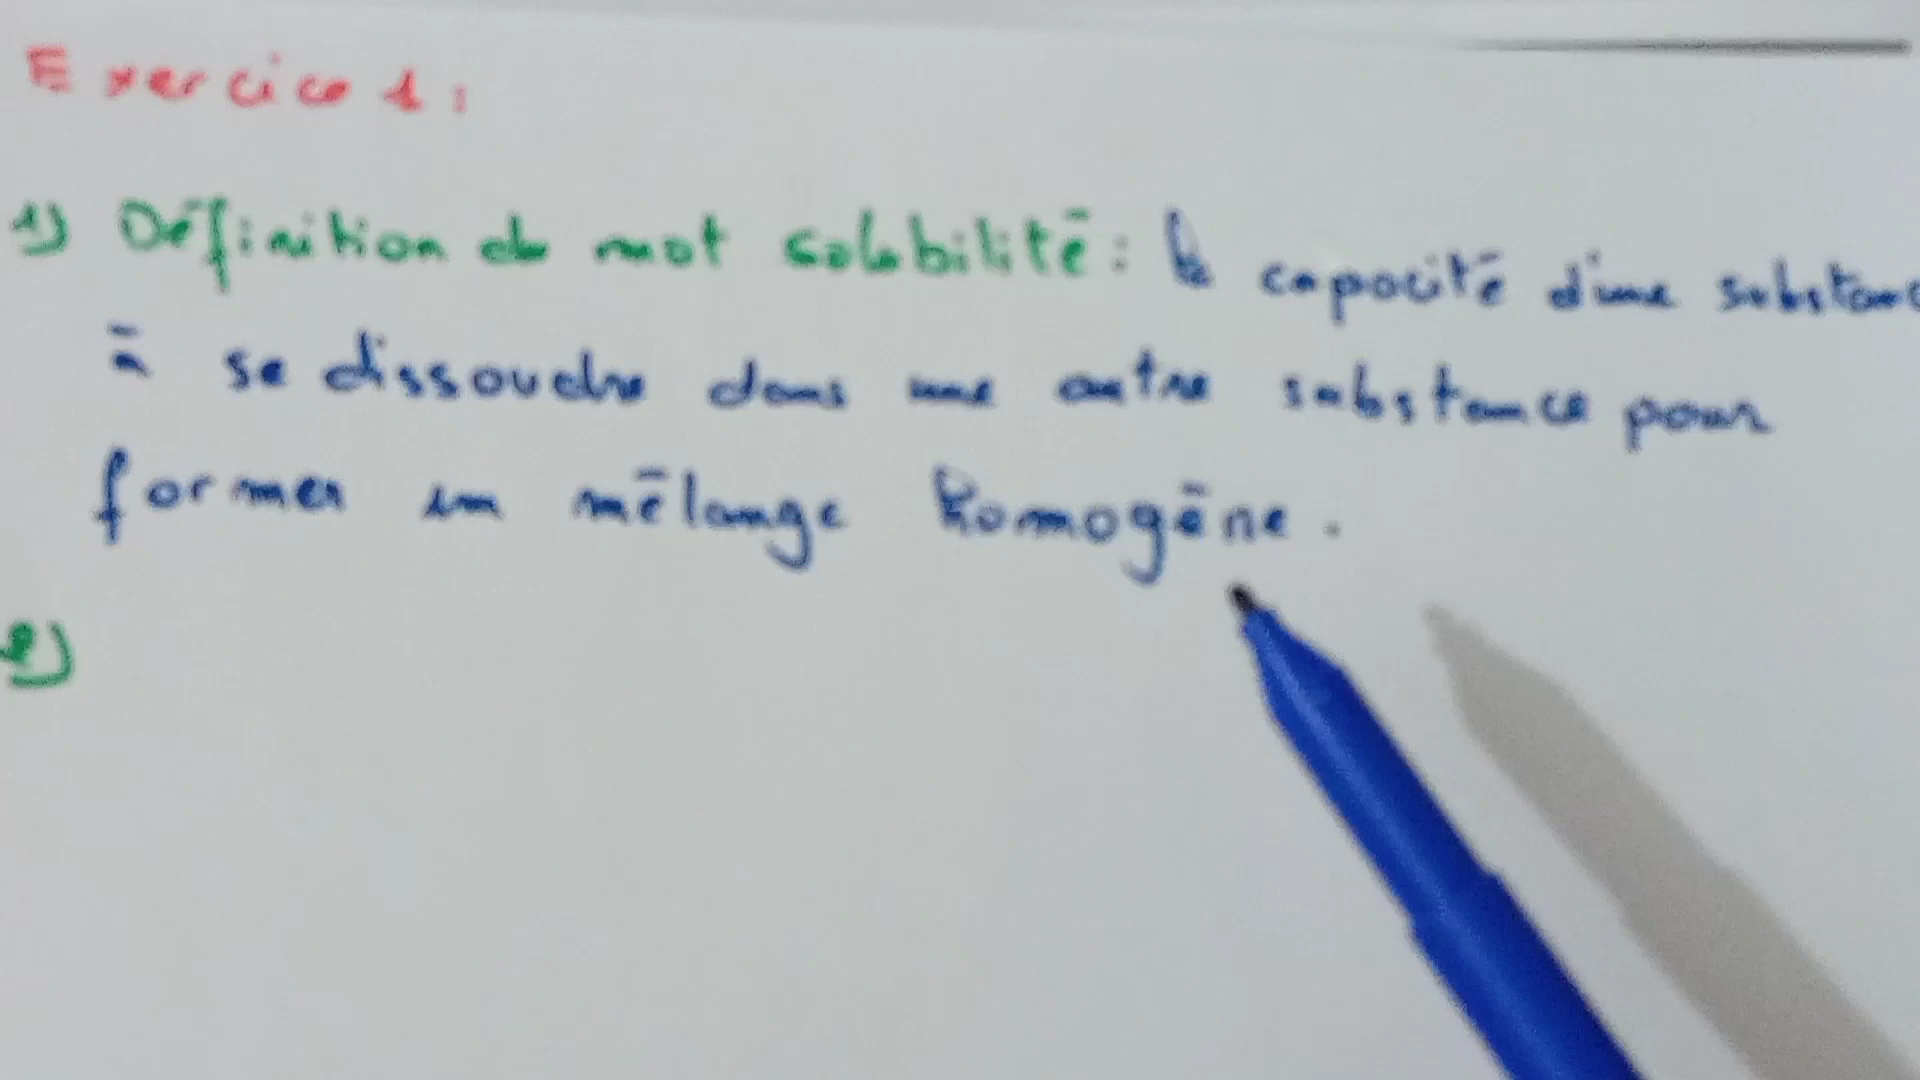 Exercice 1:
1) Définition du mot solubilité: la capacité d'une substance
à se dissoudre dans une autre substance pour
former un mélange homogène.
2)